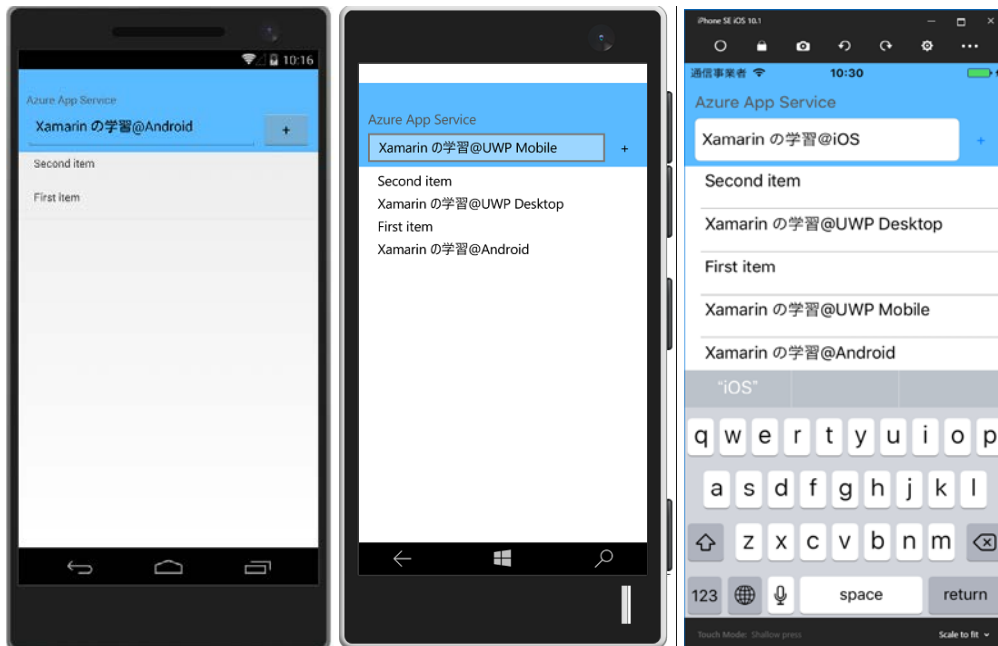 10:16
Azure App Service
Xamarin の学習@Android
+
Second item
First item
Azure App Service
Xamarin の学習@UWP Mobile
+
Second item
Xamarin の学習@UWP Desktop
First item
Xamarin の学習@Android
iPhone SE iOS 10.1
通信事業者
10:30
Azure App Service
Xamarin の学習@iOS
+
Second item
Xamarin の学習@UWP Desktop
First item
Xamarin の学習@UWP Mobile
Xamarin の学習@Android
“iOS”
q w e r t y u i o p
a s d f g h j k l
z x c v b n m
123 space return
Touch Mode: Shallow press Scale to fit